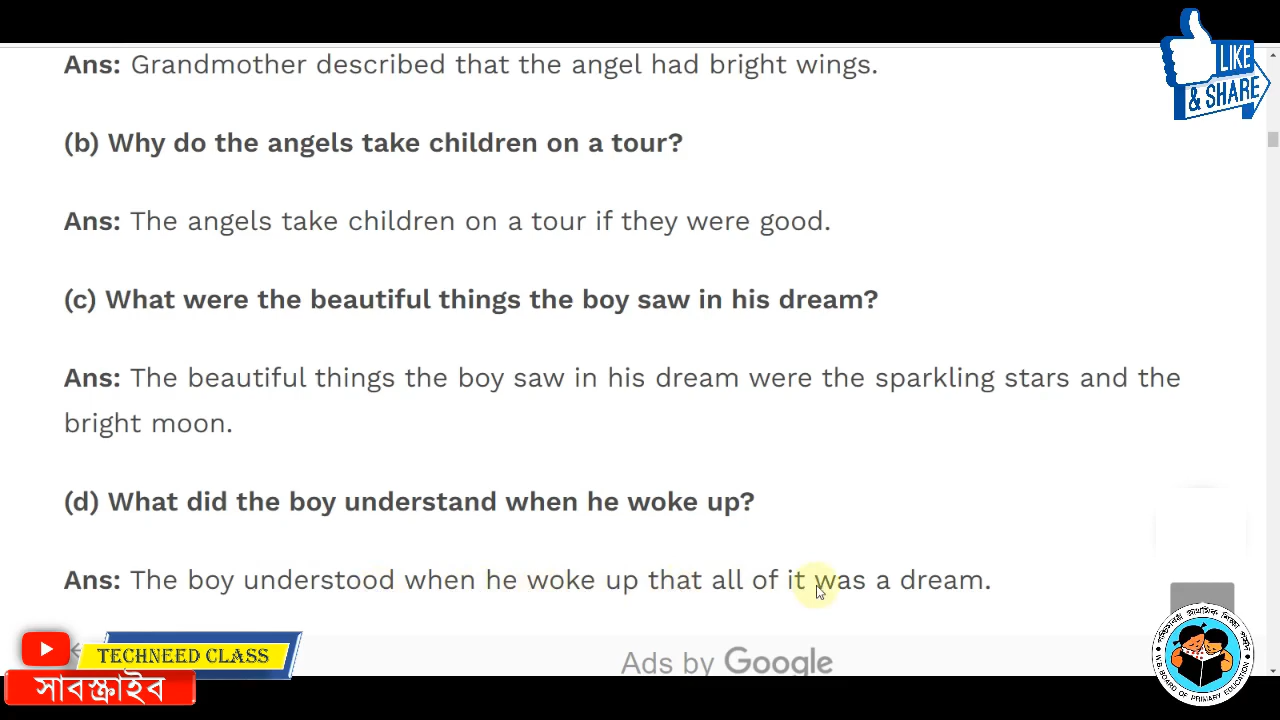 Ans: Grandmother described that the angel had bright wings.
LIKE
& SHARE
(b) Why do the angels take children on a tour?
Ans: The angels take children on a tour if they were good.
(c) What were the beautiful things the boy saw in his dream?
Ans: The beautiful things the boy saw in his dream were the sparkling stars and the
bright moon.
(d) What did the boy understand when he woke up?
Ans: The boy understood when he woke up that all of it was a dream.
TECHNEED CLASS
Ads by Google
সাবস্ক্রাইব
BOARD OF PRIMARY EDUCATION